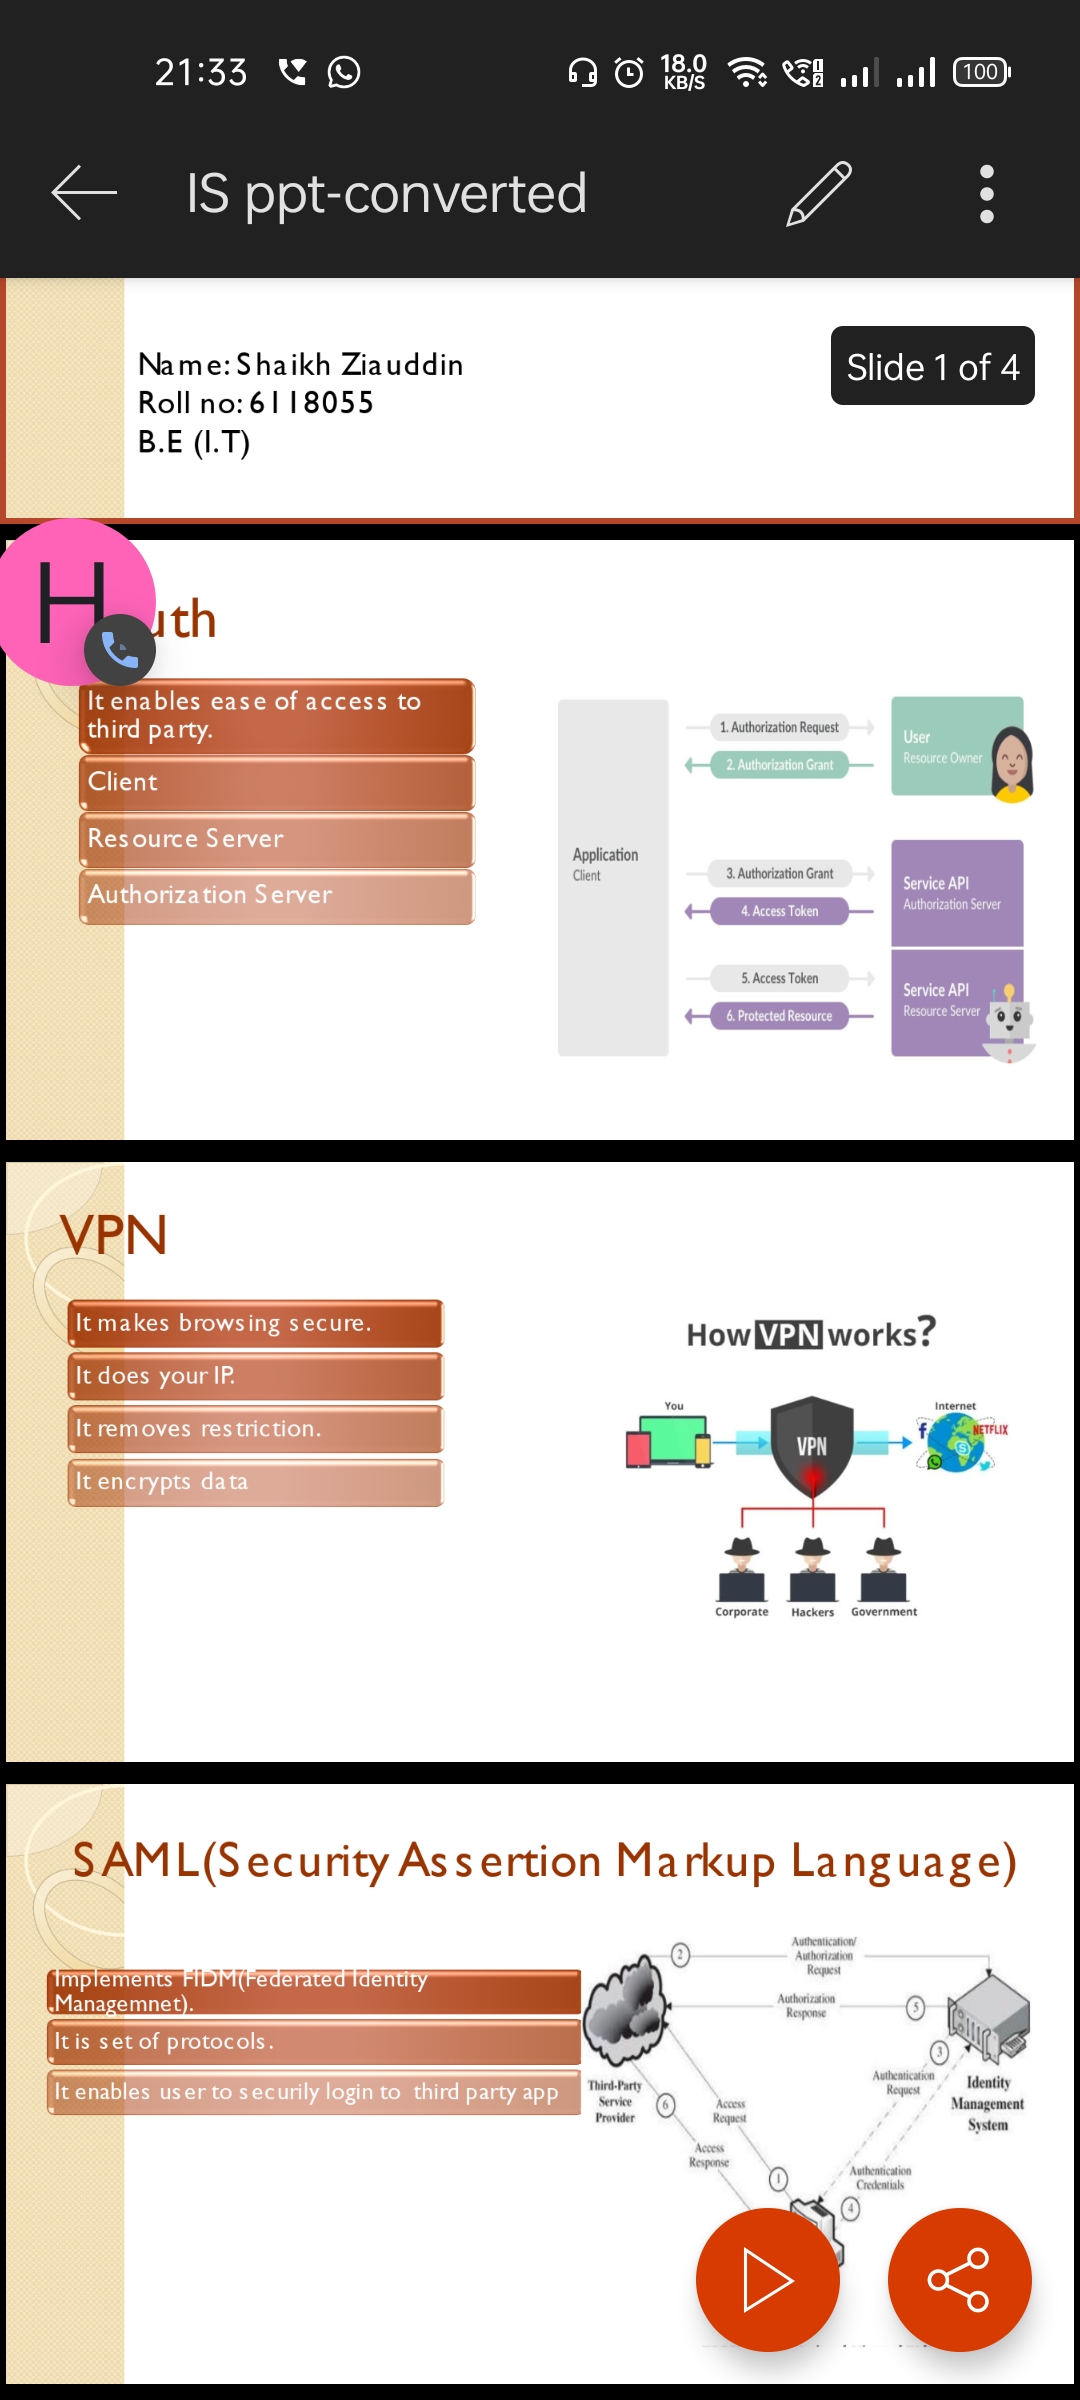 21:33
18.0
KB/S
1
2
100
IS ppt-converted
Name: Shaikh Ziauddin
Roll no: 6118055
B.E (I.T)
Slide 1 of 4
H
uth
It enables ease of access to
third party.
Client
Resource Server
Authorization Server
Application
Client
1. Authorization Request
2. Authorization Grant
3. Authorization Grant
4. Access Token
5. Access Token
6. Protected Resource
User
Resource Owner
Service API
Authorization Server
Service API
Resource Server
VPN
It makes browsing secure.
It does your IP.
It removes restriction.
It encrypts data
How VPN works?
You
VPN
Internet
f
NETFLIX
S
Corporate
Hackers
Government
SAML(Security Assertion Markup Language)
Implements FIDM(Federated Identity
Managemnet).
It is set of protocols.
It enables user to securily login to third party app
2
Authentication/
Authorization
Request
Authorization
Response
5
3
Authentication
Request
Identity
Management
System
Third-Party
Service
Provider
6
Access
Request
Access
Response
1
Authentication
Credentials
4